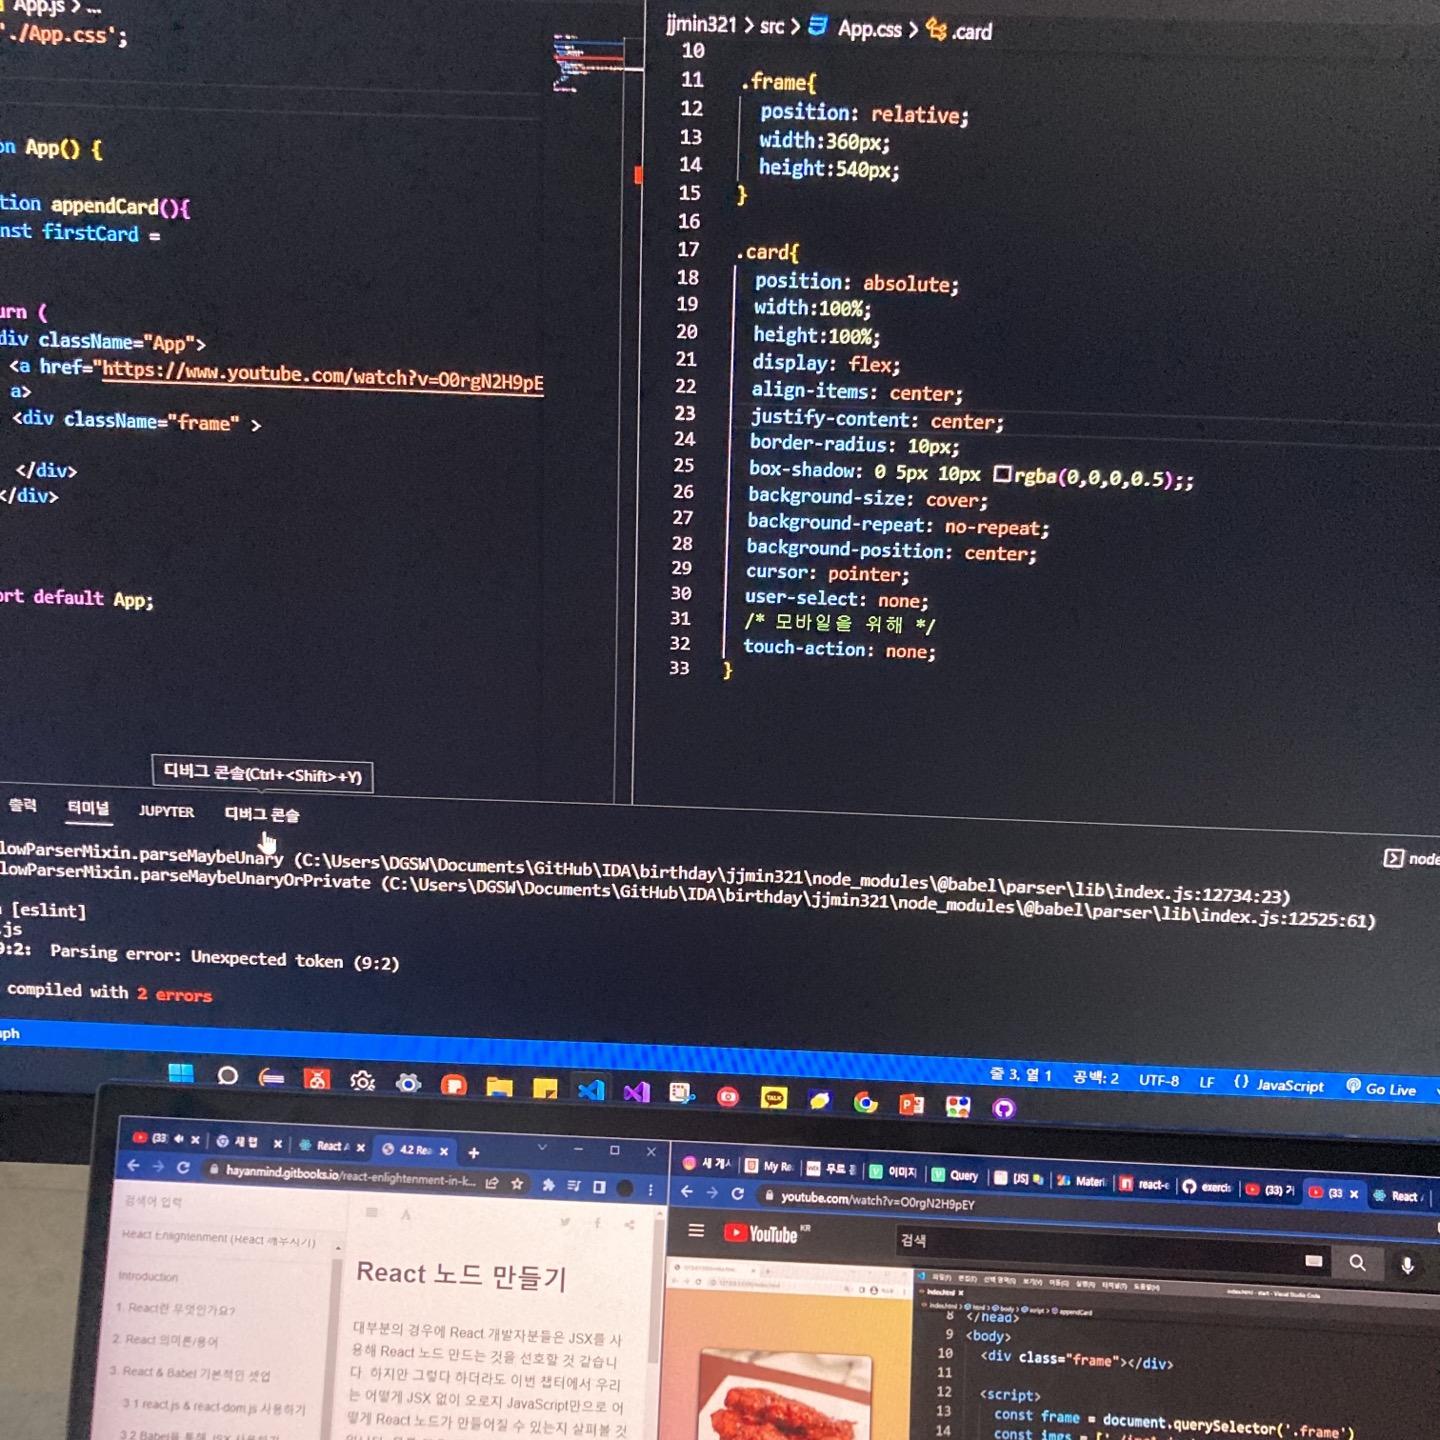 App.js > ...
'./App.css';
on App() {
tion appendCard(){
nst firstCard =
urn (
div className="App">
<a href="https://www.youtube.com/watch?v=O0rgN2H9pE
a>
<div className="frame" >
</div>
</div>
ort default App;
jjmin321 > src > App.css > .card
10
11 .frame{
12 position: relative;
13 width:360px;
14 height:540px;
15 }
16
17 .card{
18 position: absolute;
19 width:100%;
20 height:100%;
21 display: flex;
22 align-items: center;
23 justify-content: center;
24 border-radius: 10px;
25 box-shadow: 0 5px 10px rgba(0,0,0,0.5);;
26 background-size: cover;
27 background-repeat: no-repeat;
28 background-position: center;
29 cursor: pointer;
30 user-select: none;
31 /* 모바일을 위해 */
32 touch-action: none;
33 }
디버그 콘솔(Ctrl+<Shift>+Y)
출력 터미널 JUPYTER 디버그 콘솔
node
lowParserMixin.parseMaybeUnary (C:\Users\DGSW\Documents\GitHub\IDA\birthday\jjmin321\node_modules\@babel\parser\lib\index.js:12734:23)
lowParserMixin.parseMaybeUnaryOrPrivate (C:\Users\DGSW\Documents\GitHub\IDA\birthday\jjmin321\node_modules\@babel\parser\lib\index.js:12525:61)
[eslint]
.js
9:2: Parsing error: Unexpected token (9:2)
compiled with 2 errors
aph
줄 3, 열 1 공백: 2 UTF-8 LF {} JavaScript Go Live
TALK
(33 새 탭 React A 4.2 Rea
hayanmind.gitbooks.io/react-enlightenment-in-k...
검색어 입력
React Enlightenment (React 깨우치기)
Introduction
1. React란 무엇인가요?
2. React 의미론/용어
3. React & Babel 기본적인 셋업
3.1 react.js & react-dom.js 사용하기
3.2 Babel을 통해 JSX 사용하기
React 노드 만들기
대부분의 경우에 React 개발자분들은 JSX를 사
용해 React 노드 만드는 것을 선호할 것 같습니
다. 하지만 그렇다 하더라도 이번 챕터에서 우리
는 어떻게 JSX 없이 오로지 JavaScript만으로 어
떻게 React 노드가 만들어질 수 있는지 살펴볼 것
새 게시 My Re 무료 이미지 Query [JS] Materi react-e exercis (33) (33 React
youtube.com/watch?v=O0rgN2H9pEY
YouTube KR
검색
index.html
8 </head>
9 <body>
10 <div class="frame"></div>
11
12 <script>
13 const frame = document.querySelector('.frame')
14 const imgs = ['./img